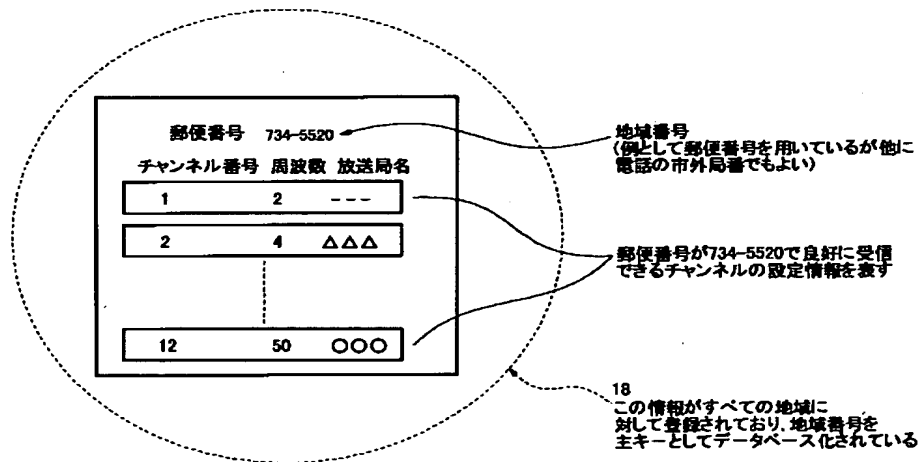 郵便番号 734-5520
チャンネル番号 周波数 放送局名
1 2 ---
2 4 △△△
12 50 〇〇〇
地域番号
(例として郵便番号を用いているが他に
電話の市外局番でもよい)
郵便番号が734-5520で良好に受信
できるチャンネルの設定情報を表す
18
この情報がすべての地域に
対して登録されており、地域番号を
主キーとしてデータベース化されている